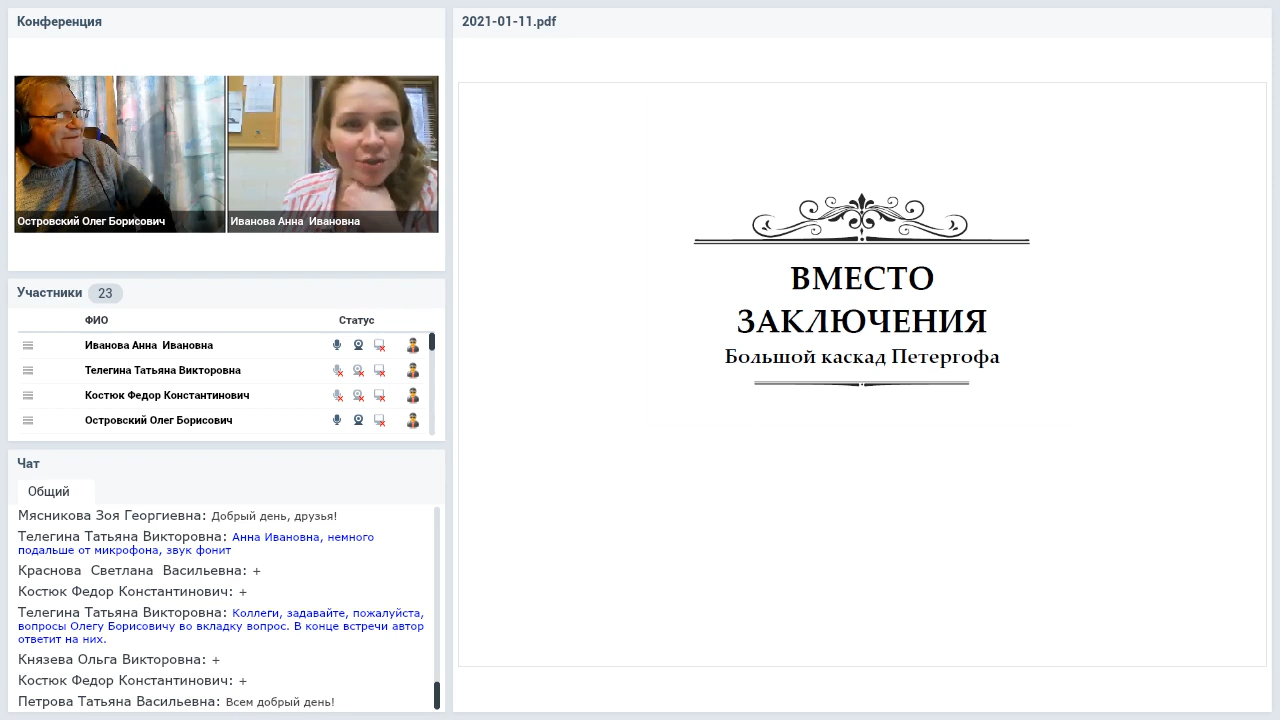 Конференция
Островский Олег Борисович
Иванова Анна  Ивановна
Участники 23
ФИО Статус
Иванова Анна  Ивановна
Телегина Татьяна Викторовна
Костюк Федор Константинович
Островский Олег Борисович
Чат
Общий
Мясникова Зоя Георгиевна: Добрый день, друзья!
Телегина Татьяна Викторовна: Анна Ивановна, немного
подальше от микрофона, звук фонит
Краснова  Светлана  Васильевна: +
Костюк Федор Константинович: +
Телегина Татьяна Викторовна: Коллеги, задавайте, пожалуйста,
вопросы Олегу Борисовичу во вкладку вопрос. В конце встречи автор
ответит на них.
Князева Ольга Викторовна: +
Костюк Федор Константинович: +
Петрова Татьяна Васильевна: Всем добрый день!
2021-01-11.pdf
ВМЕСТО
ЗАКЛЮЧЕНИЯ
Большой каскад Петергофа